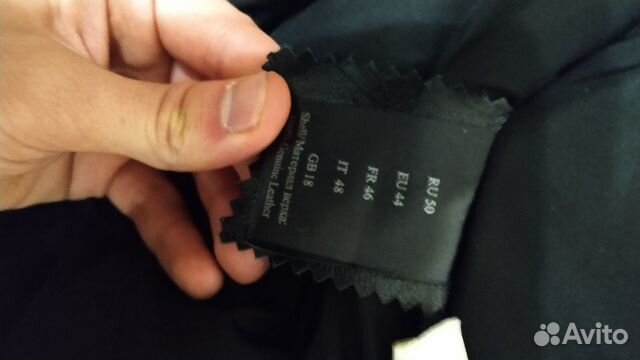 RU 50
EU 44
FR 46
IT 48
GB 18
Shell/Материал верха:
Genuine Leather
Avito